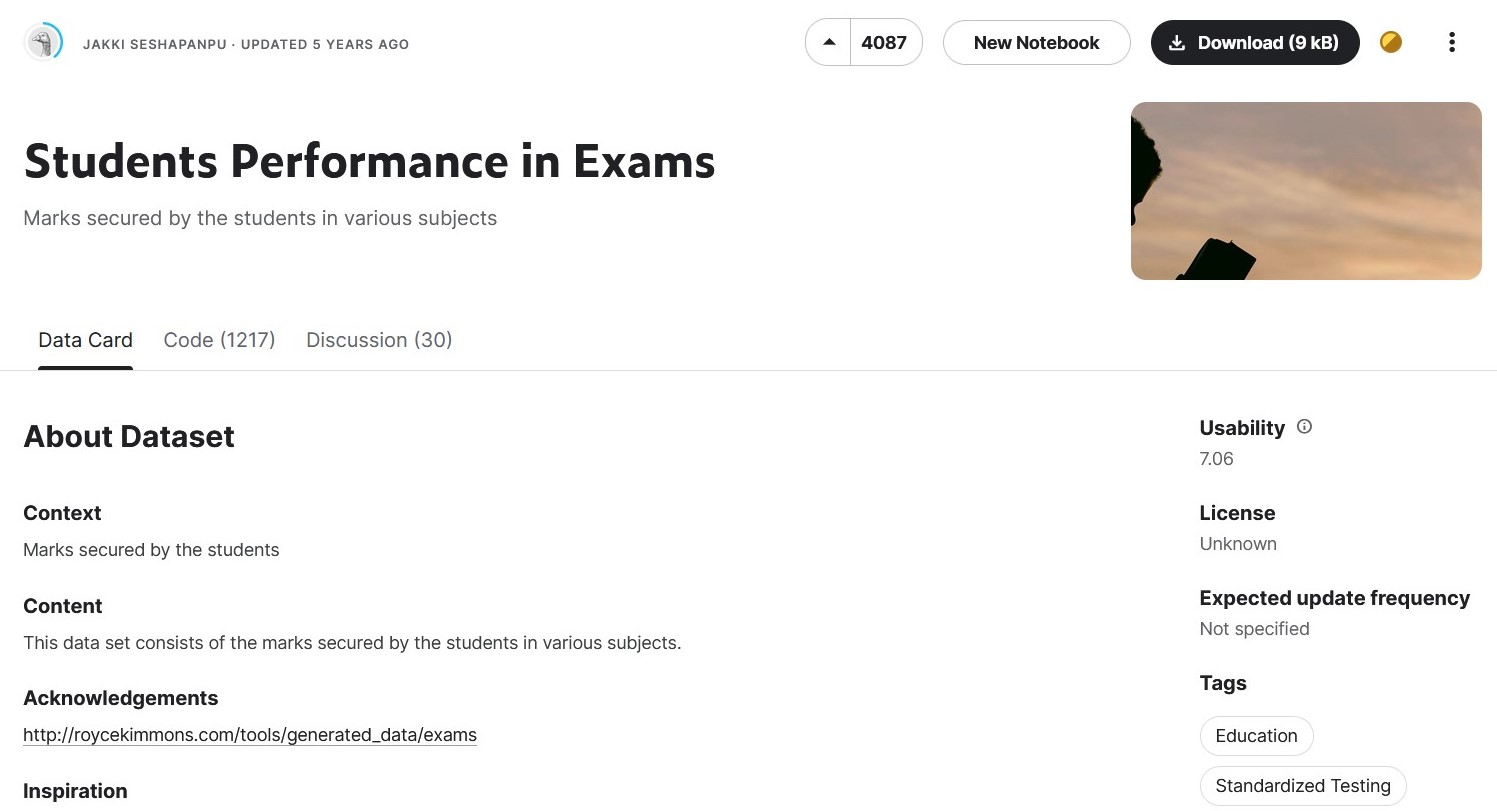 JAKKI SESHAPANPU · UPDATED 5 YEARS AGO
4087
New Notebook
Download (9 kB)
Students Performance in Exams
Marks secured by the students in various subjects
Data Card
Code (1217)
Discussion (30)
About Dataset
Context
Marks secured by the students
Content
This data set consists of the marks secured by the students in various subjects.
Acknowledgements
http://roycekimmons.com/tools/generated_data/exams
Inspiration
Usability
7.06
License
Unknown
Expected update frequency
Not specified
Tags
Education
Standardized Testing